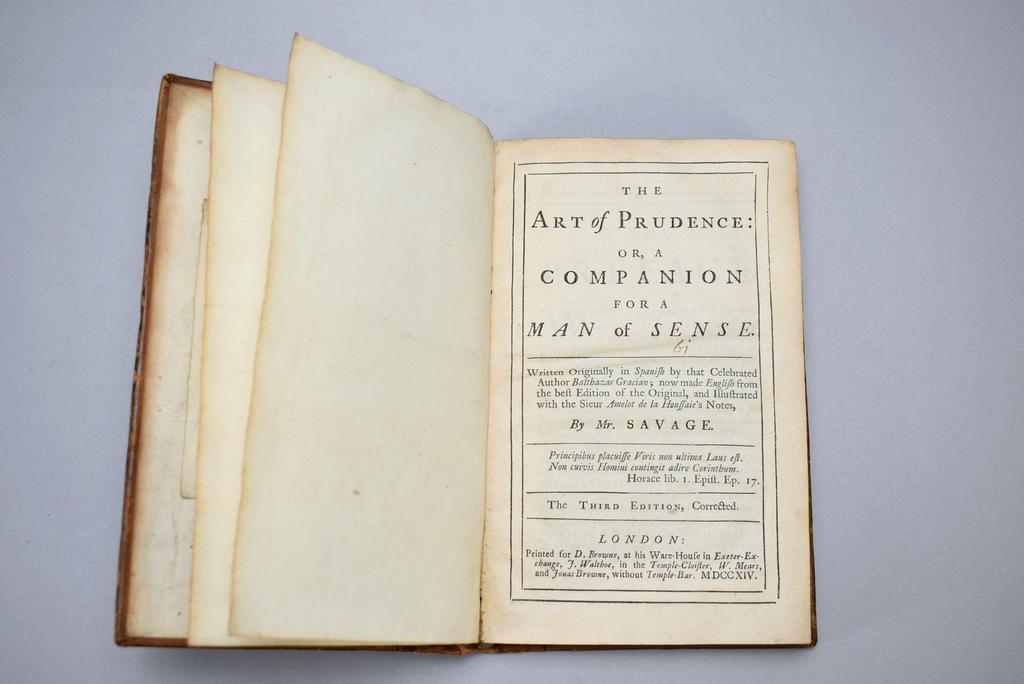 THE
ART of PRUDENCE:
OR, A
COMPANION
FOR A
MAN of SENSE.
Written Originally in Spaniſh by that Celebrated
Author Balthazar Gracian; now made Engliſh from
the beſt Edition of the Original, and Illuſtrated
with the Sieur Amelot de la Houſſaie's Notes,
By Mr. SAVAGE.
Principibus placuiſſe Viris non ultima Laus eſt.
Non cuivis Homini contingit adire Corinthum.
Horace lib. 1. Epiſt. Ep. 17.
The THIRD EDITION, Corrected.
LONDON:
Printed for D. Browne, at his Ware-Houſe in Exeter-Ex-
change, J. Walthoe, in the Temple-Cloiſter, W. Mears,
and Jonas Browne, without Temple-Bar. MDCCXIV.